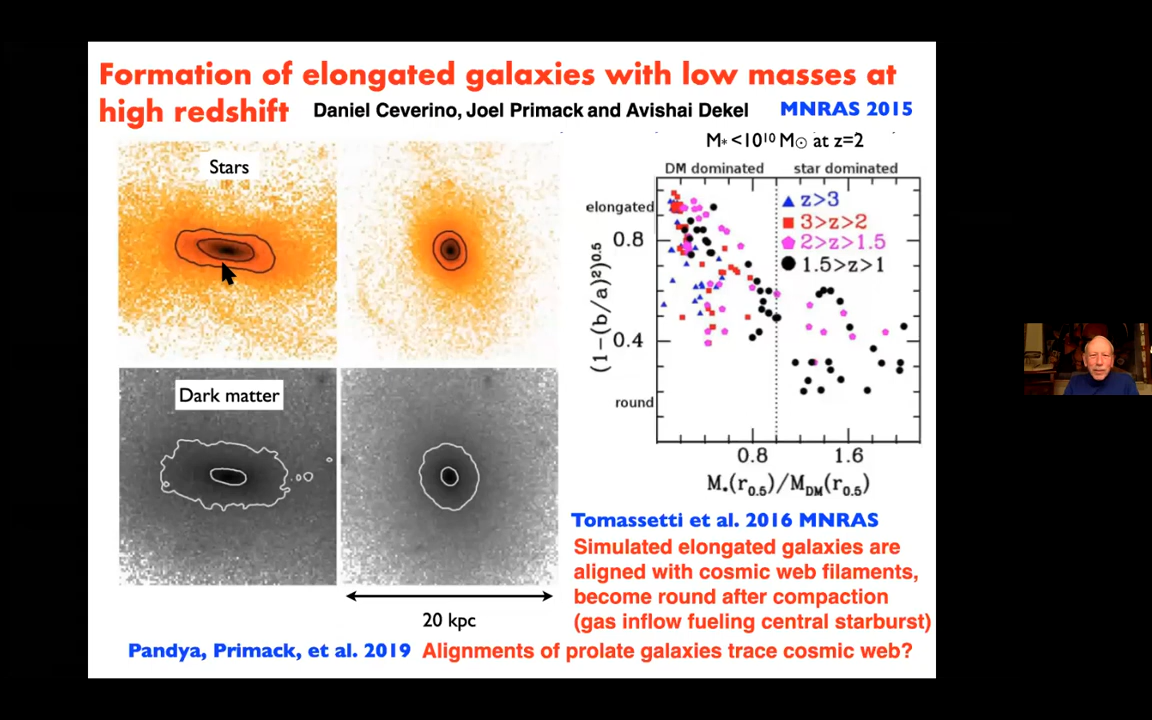 Formation of elongated galaxies with low masses at
high redshift Daniel Ceverino, Joel Primack and Avishai Dekel MNRAS 2015
M* <10¹⁰ M☉ at z=2
Stars
DM dominated star dominated
elongated
0.8
0.4
round
(1−(b/a)²)^0.5
z>3
3>z>2
2>z>1.5
1.5>z>1
0.8 1.6
M*(r0.5)/MDM(r0.5)
Dark matter
20 kpc
Tomassetti et al. 2016 MNRAS
Simulated elongated galaxies are
aligned with cosmic web filaments,
become round after compaction
(gas inflow fueling central starburst)
Pandya, Primack, et al. 2019 Alignments of prolate galaxies trace cosmic web?